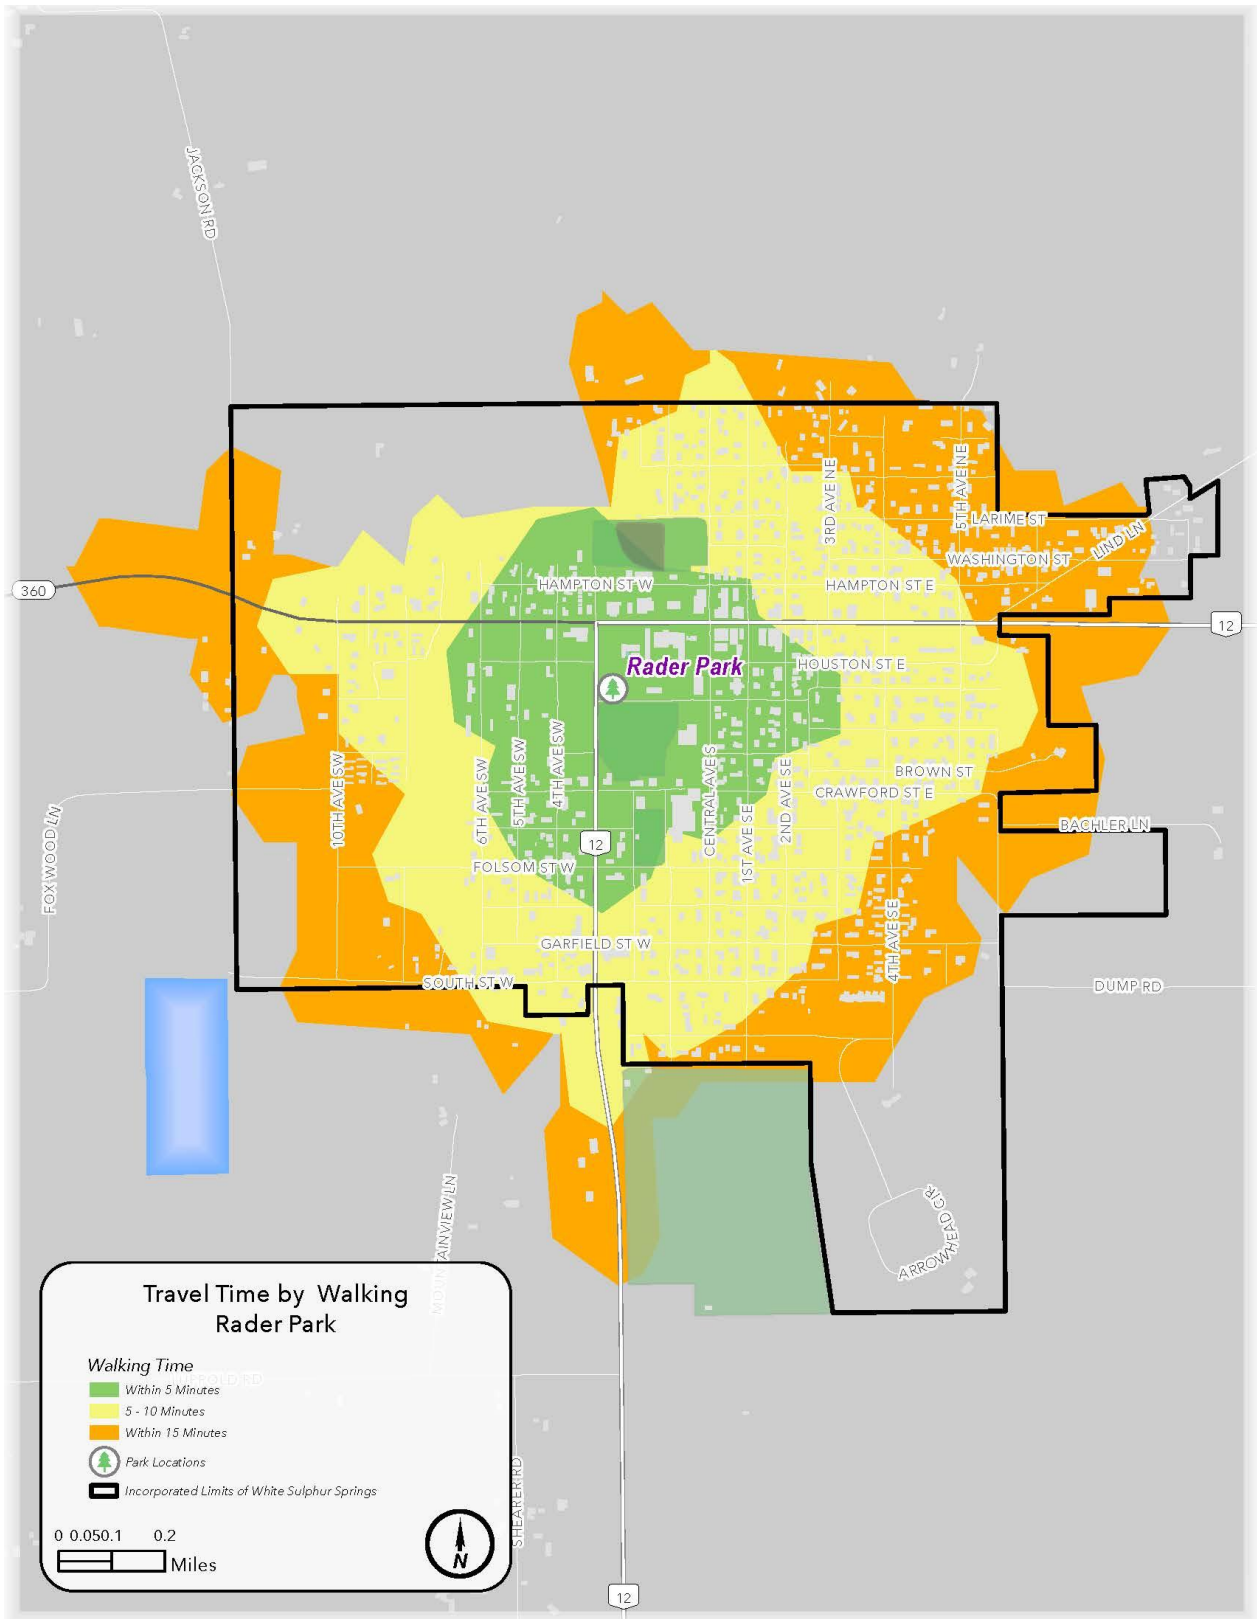 JACKSON RD
360
HAMPTON ST W
3RD AVE NE
5TH AVE NE
LARIME ST
WASHINGTON ST
LIND LN
HAMPTON ST E
12
Rader Park
HOUSTON ST E
BROWN ST
CRAWFORD ST E
BACHLER LN
10TH AVE SW
6TH AVE SW
5TH AVE SW
4TH AVE SW
CENTRAL AVE S
1ST AVE SE
2ND AVE SE
12
FOXWOOD LN
FOLSOM ST W
4TH AVE SE
GARFIELD ST W
SOUTH ST W
DUMP RD
MOUNTAINVIEW LN
ARROWHEAD CIR
Travel Time by Walking
Rader Park
Walking Time
Within 5 Minutes
5 - 10 Minutes
Within 15 Minutes
Park Locations
Incorporated Limits of White Sulphur Springs
0 0.050.1 0.2
Miles
N
SHEARER RD
12